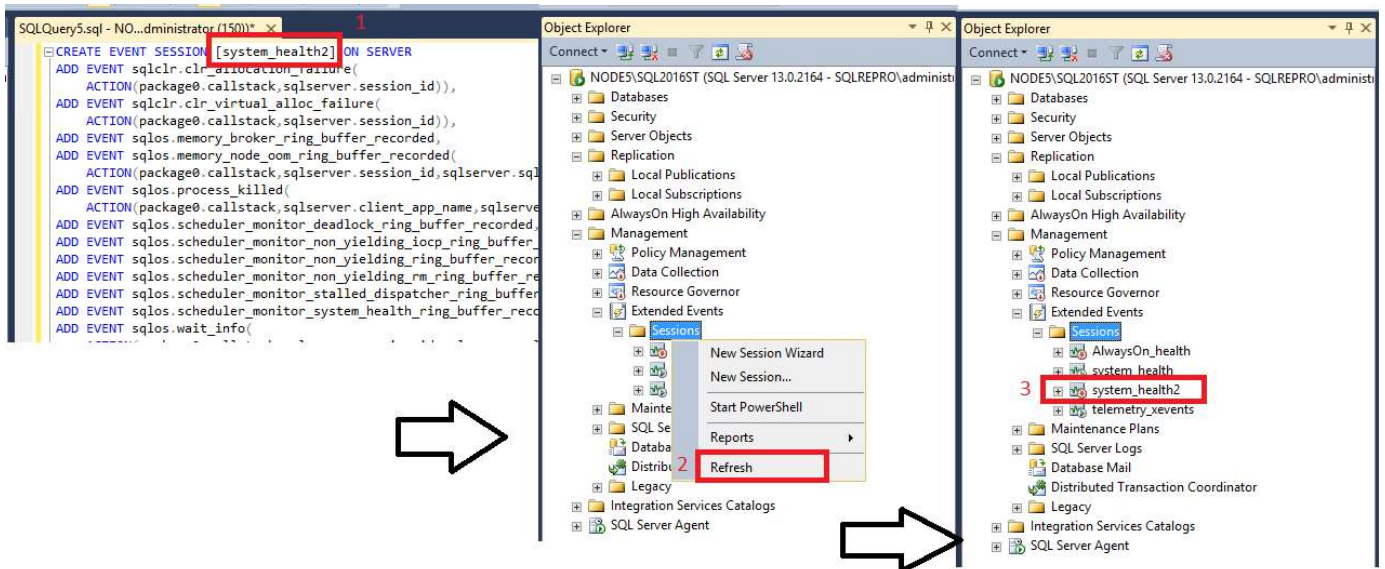 SQLQuery5.sql - NO...dministrator (150))* ×
1
CREATE EVENT SESSION [system_health2] ON SERVER
ADD EVENT sqlclr.clr_allocation_failure(
ACTION(package0.callstack,sqlserver.session_id)),
ADD EVENT sqlclr.clr_virtual_alloc_failure(
ACTION(package0.callstack,sqlserver.session_id)),
ADD EVENT sqlos.memory_broker_ring_buffer_recorded,
ADD EVENT sqlos.memory_node_oom_ring_buffer_recorded(
ACTION(package0.callstack,sqlserver.session_id,sqlserver.sql
ADD EVENT sqlos.process_killed(
ACTION(package0.callstack,sqlserver.client_app_name,sqlserve
ADD EVENT sqlos.scheduler_monitor_deadlock_ring_buffer_recorded,
ADD EVENT sqlos.scheduler_monitor_non_yielding_iocp_ring_buffer_
ADD EVENT sqlos.scheduler_monitor_non_yielding_ring_buffer_recor
ADD EVENT sqlos.scheduler_monitor_non_yielding_rm_ring_buffer_re
ADD EVENT sqlos.scheduler_monitor_stalled_dispatcher_ring_buffer
ADD EVENT sqlos.scheduler_monitor_system_health_ring_buffer_reco
ADD EVENT sqlos.wait_info(
Object Explorer
Connect
NODE5\SQL2016ST (SQL Server 13.0.2164 - SQLREPRO\administr
Databases
Security
Server Objects
Replication
Local Publications
Local Subscriptions
AlwaysOn High Availability
Management
Policy Management
Data Collection
Resource Governor
Extended Events
Sessions
New Session Wizard
New Session...
Start PowerShell
Reports
2 Refresh
Mainte
SQL Se
Databa
Distribu
Legacy
Integration Services Catalogs
SQL Server Agent
Object Explorer
Connect
NODE5\SQL2016ST (SQL Server 13.0.2164 - SQLREPRO\administr
Databases
Security
Server Objects
Replication
Local Publications
Local Subscriptions
AlwaysOn High Availability
Management
Policy Management
Data Collection
Resource Governor
Extended Events
Sessions
AlwaysOn_health
system_health
3 system_health2
telemetry_xevents
Maintenance Plans
SQL Server Logs
Database Mail
Distributed Transaction Coordinator
Legacy
Integration Services Catalogs
SQL Server Agent